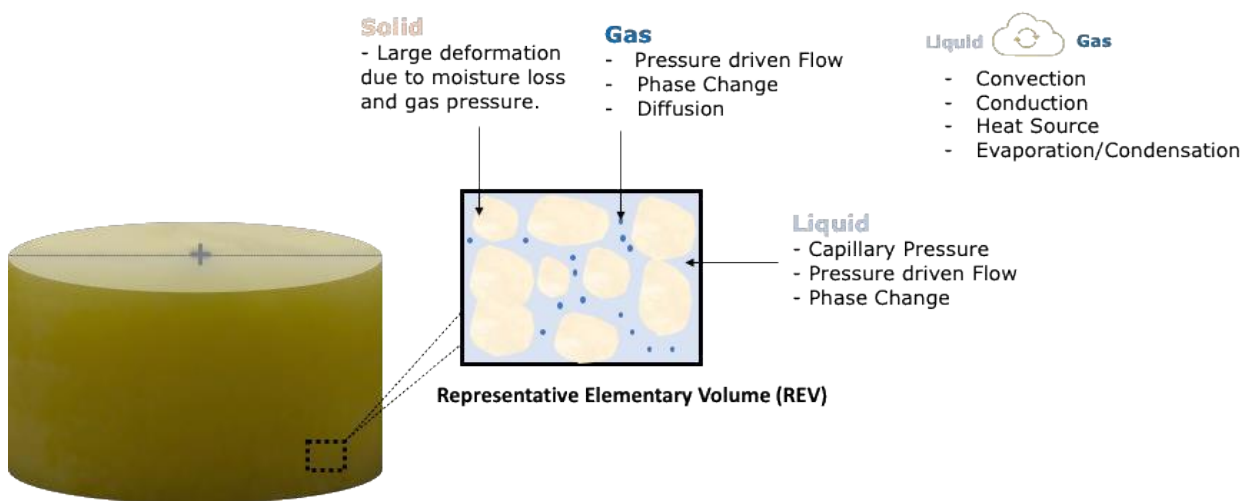 Solid
- Large deformation
due to moisture loss
and gas pressure.
Gas
- Pressure driven Flow
- Phase Change
- Diffusion
Liquid Gas
- Convection
- Conduction
- Heat Source
- Evaporation/Condensation
Liquid
- Capillary Pressure
- Pressure driven Flow
- Phase Change
Representative Elementary Volume (REV)